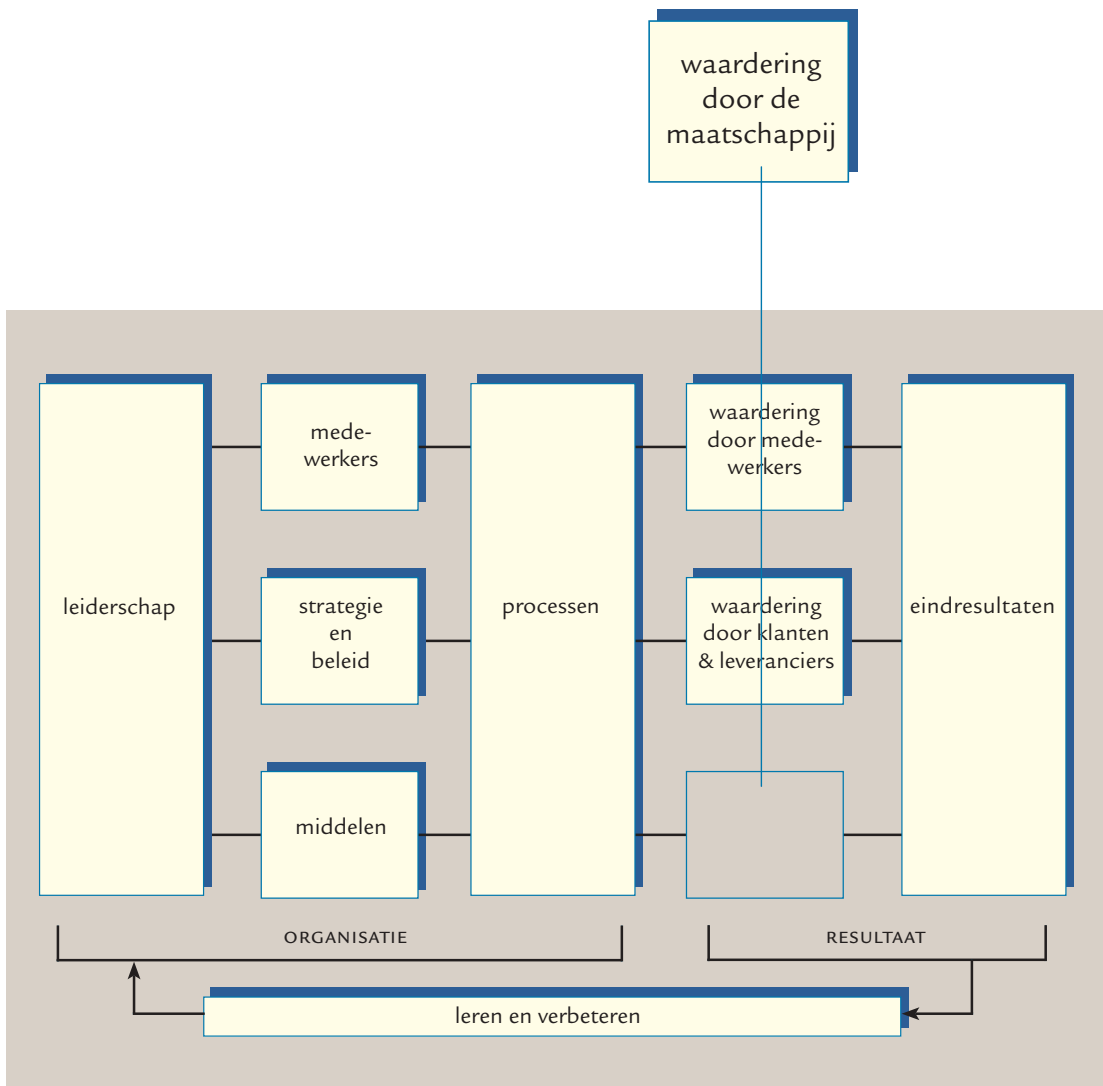 waardering
door de
maatschappij
leiderschap
mede-
werkers
strategie
en
beleid
middelen
processen
waardering
door mede-
werkers
waardering
door klanten
& leveranciers
eindresultaten
ORGANISATIE
RESULTAAT
leren en verbeteren